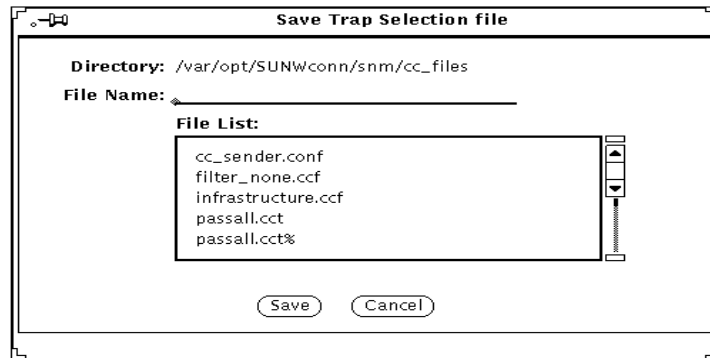 Save Trap Selection file
Directory: /var/opt/SUNWconn/snm/cc_files
File Name:
File List:
cc_sender.conf
filter_none.ccf
infrastructure.ccf
passall.cct
passall.cct%
Save Cancel